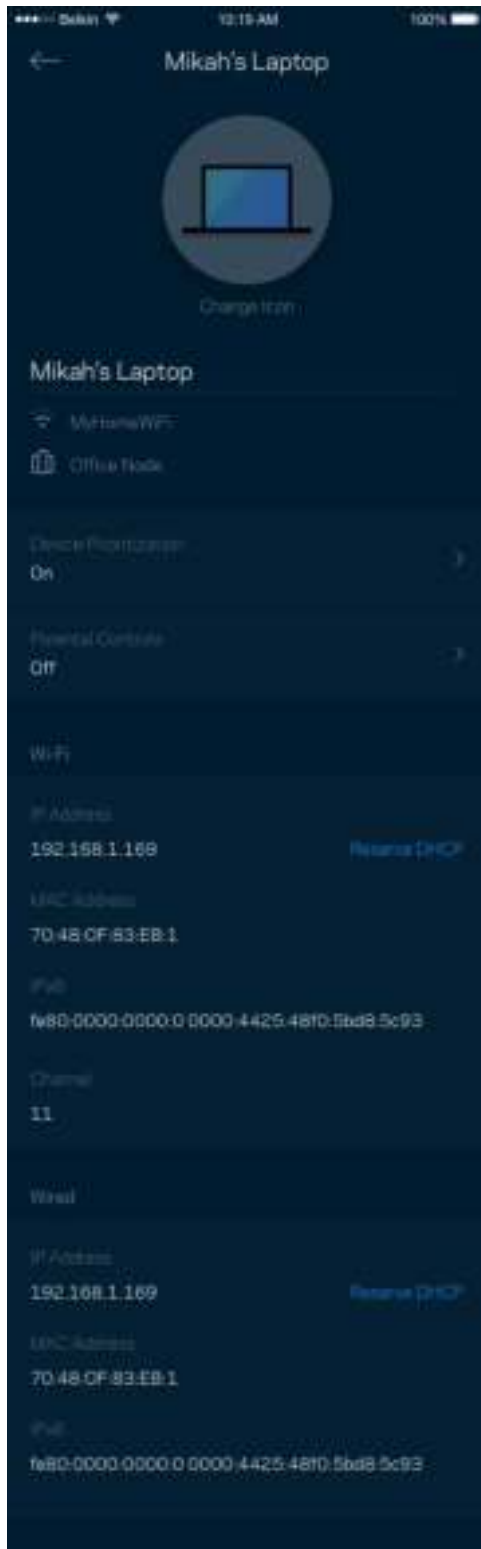 Belkin 10:19 AM 100%
Mikah's Laptop
Change Icon
Mikah's Laptop
MyHomeWiFi
Office Node
Device Prioritization
On
Parental Controls
Off
Wi-Fi
IP Address
192.168.1.169 Reserve DHCP
MAC Address
70:48:0F:83:EB:1
IPv6
fe80:0000:0000:0:0000:4425:48f0:5bd8:5c93
Channel
11
Wired
IP Address
192.168.1.169 Reserve DHCP
MAC Address
70:48:0F:83:EB:1
IPv6
fe80:0000:0000:0:0000:4425:48f0:5bd8:5c93